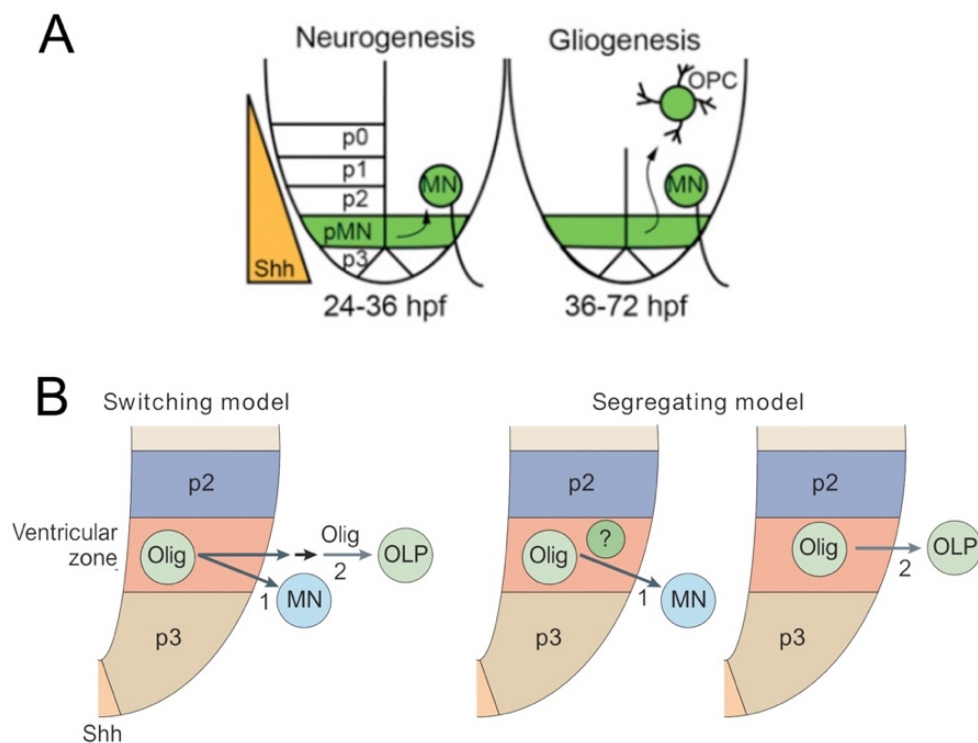 A
Neurogenesis
Gliogenesis
OPC
p0
p1
p2
MN
MN
pMN
p3
Shh
24-36 hpf
36-72 hpf
B
Switching model
Segregating model
p2
p2
p2
Ventricular
zone
Olig
Olig
2
OLP
1
MN
Olig
?
1
MN
Olig
2
OLP
p3
p3
p3
Shh